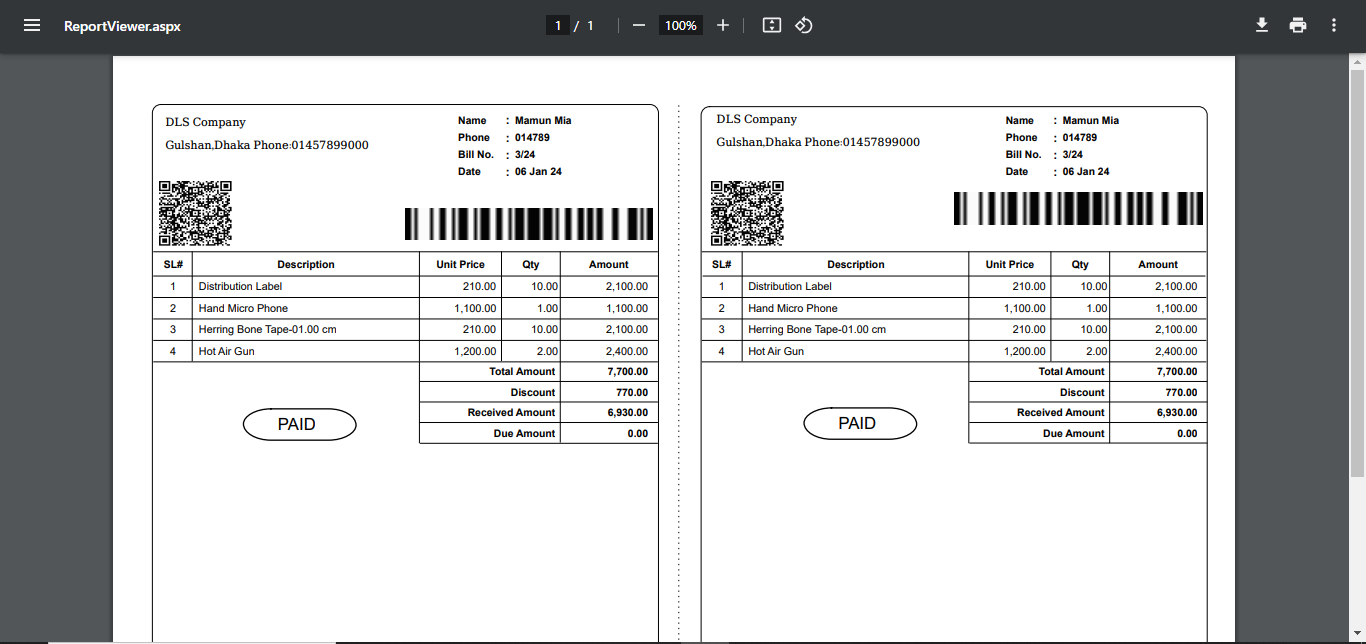 ReportViewer.aspx 1 / 1 100%
DLS Company
Gulshan,Dhaka Phone:01457899000
Name : Mamun Mia
Phone : 014789
Bill No. : 3/24
Date : 06 Jan 24
SL# Description Unit Price Qty Amount
1 Distribution Label 210.00 10.00 2,100.00
2 Hand Micro Phone 1,100.00 1.00 1,100.00
3 Herring Bone Tape-01.00 cm 210.00 10.00 2,100.00
4 Hot Air Gun 1,200.00 2.00 2,400.00
Total Amount 7,700.00
Discount 770.00
Received Amount 6,930.00
Due Amount 0.00
PAID
DLS Company
Gulshan,Dhaka Phone:01457899000
Name : Mamun Mia
Phone : 014789
Bill No. : 3/24
Date : 06 Jan 24
SL# Description Unit Price Qty Amount
1 Distribution Label 210.00 10.00 2,100.00
2 Hand Micro Phone 1,100.00 1.00 1,100.00
3 Herring Bone Tape-01.00 cm 210.00 10.00 2,100.00
4 Hot Air Gun 1,200.00 2.00 2,400.00
Total Amount 7,700.00
Discount 770.00
Received Amount 6,930.00
Due Amount 0.00
PAID